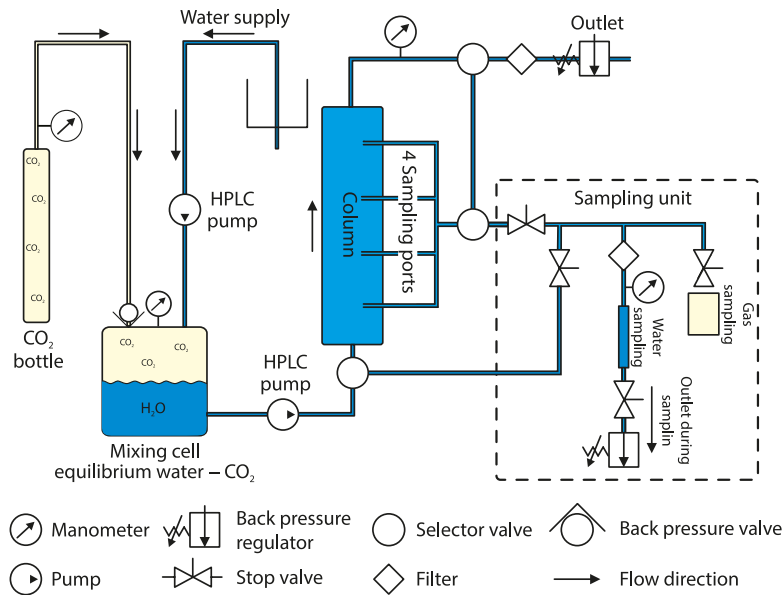 Water supply
Outlet
CO₂
CO₂
CO₂
CO₂
CO₂
HPLC
pump
Column
4 Sampling ports
Sampling unit
CO₂
bottle
CO₂
CO₂
CO₂
H₂O
HPLC
pump
Water
sampling
Gas
sampling
Outlet during
samplin
Mixing cell
equilibrium water – CO₂
Manometer
Back pressure
regulator
Selector valve
Back pressure valve
Pump
Stop valve
Filter
Flow direction